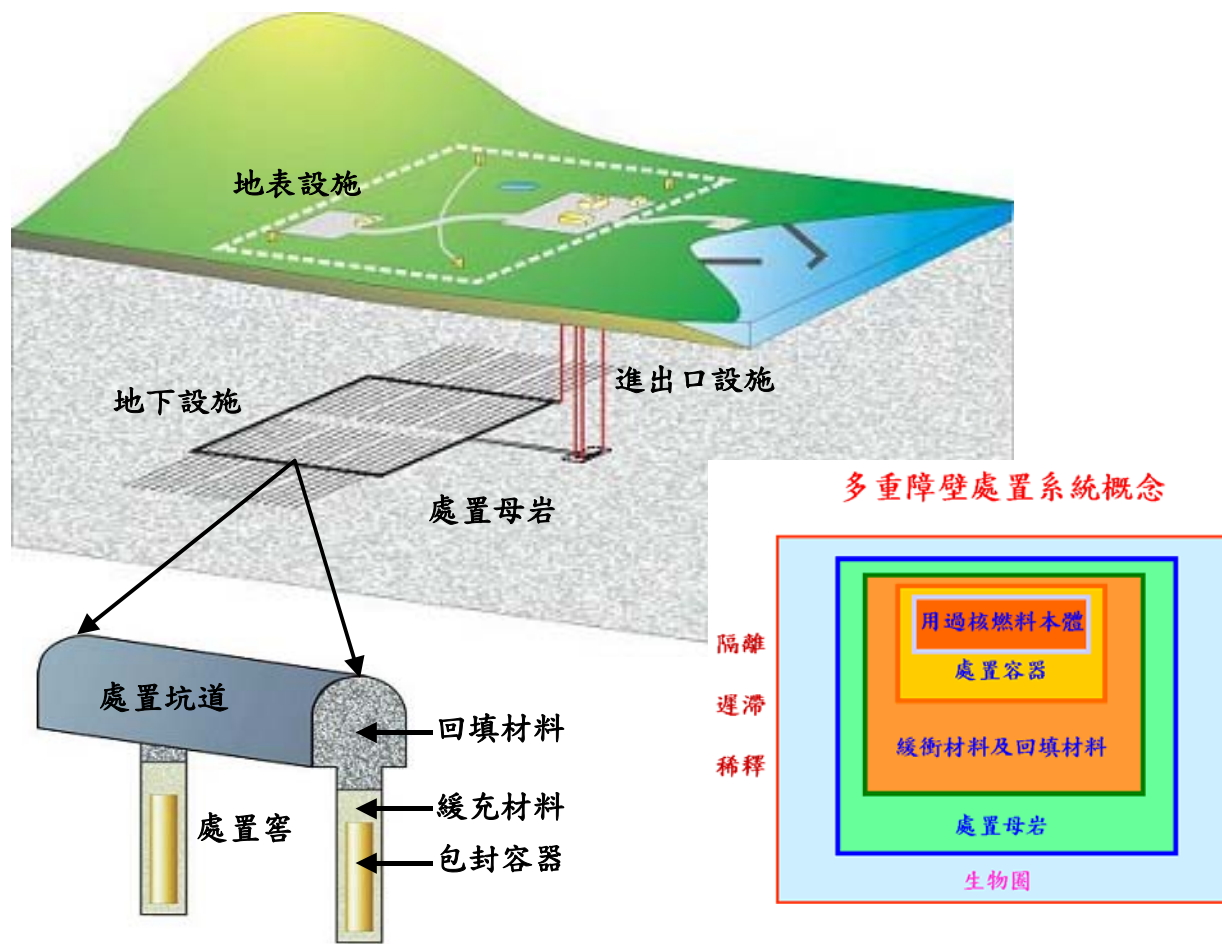 地表設施
進出口設施
地下設施
處置母岩
處置坑道
回填材料
緩充材料
處置窖
包封容器
多重障壁處置系統概念
隔離
遲滯
稀釋
用過核燃料本體
處置容器
緩衝材料及回填材料
處置母岩
生物圈